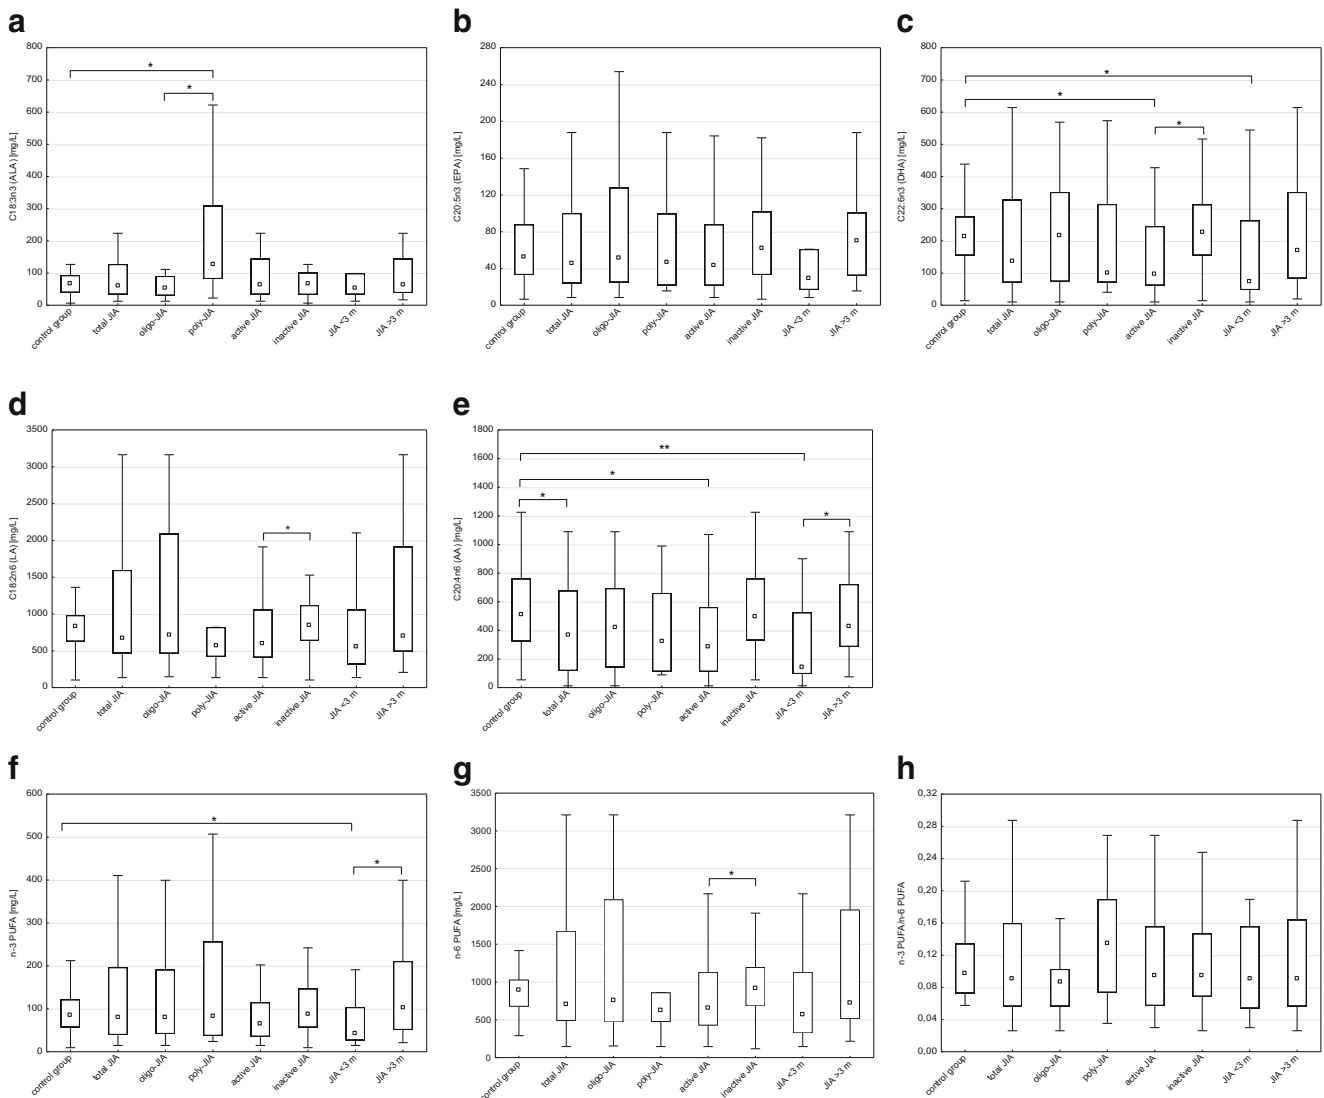 a
C18:3n3 (ALA) [mg/L]
800
700
600
500
400
300
200
100
0
*
*
control group
total JIA
oligo-JIA
poly-JIA
active JIA
inactive JIA
JIA <3 m
JIA >3 m
b
C20:5n3 (EPA) [mg/L]
280
240
200
160
120
80
40
0
control group
total JIA
oligo-JIA
poly-JIA
active JIA
inactive JIA
JIA <3 m
JIA >3 m
c
C22:6n3 (DHA) [mg/L]
800
700
600
500
400
300
200
100
0
*
*
*
control group
total JIA
oligo-JIA
poly-JIA
active JIA
inactive JIA
JIA <3 m
JIA >3 m
d
C18:2n6 (LA) [mg/L]
3500
3000
2500
2000
1500
1000
500
0
*
control group
total JIA
oligo-JIA
poly-JIA
active JIA
inactive JIA
JIA <3 m
JIA >3 m
e
C20:4n6 (AA) [mg/L]
1800
1600
1400
1200
1000
800
600
400
200
0
**
*
*
*
control group
total JIA
oligo-JIA
poly-JIA
active JIA
inactive JIA
JIA <3 m
JIA >3 m
f
n-3 PUFA [mg/L]
600
500
400
300
200
100
0
*
*
control group
total JIA
oligo-JIA
poly-JIA
active JIA
inactive JIA
JIA <3 m
JIA >3 m
g
n-6 PUFA [mg/L]
3500
3000
2500
2000
1500
1000
500
0
*
control group
total JIA
oligo-JIA
poly-JIA
active JIA
inactive JIA
JIA <3 m
JIA >3 m
h
n-3 PUFA/n-6 PUFA
0,32
0,28
0,24
0,20
0,16
0,12
0,08
0,04
0,00
control group
total JIA
oligo-JIA
poly-JIA
active JIA
inactive JIA
JIA <3 m
JIA >3 m